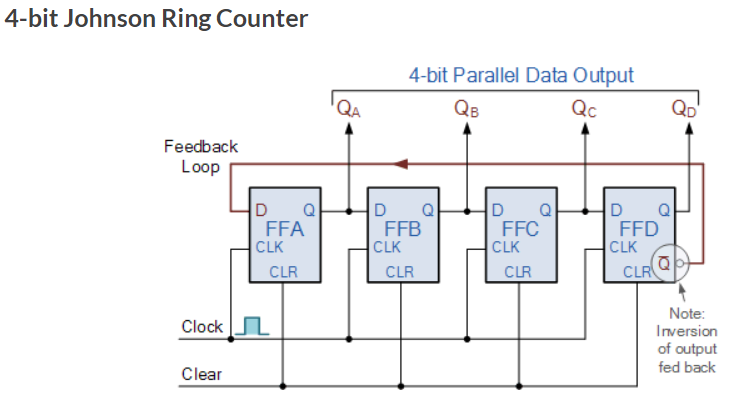 4-bit Johnson Ring Counter
4-bit Parallel Data Output
QA QB QC QD
Feedback
Loop
D Q D Q D Q D Q
FFA FFB FFC FFD
CLK CLK CLK CLK
CLR CLR CLR CLR Q̅
Clock
Clear
Note:
Inversion
of output
fed back